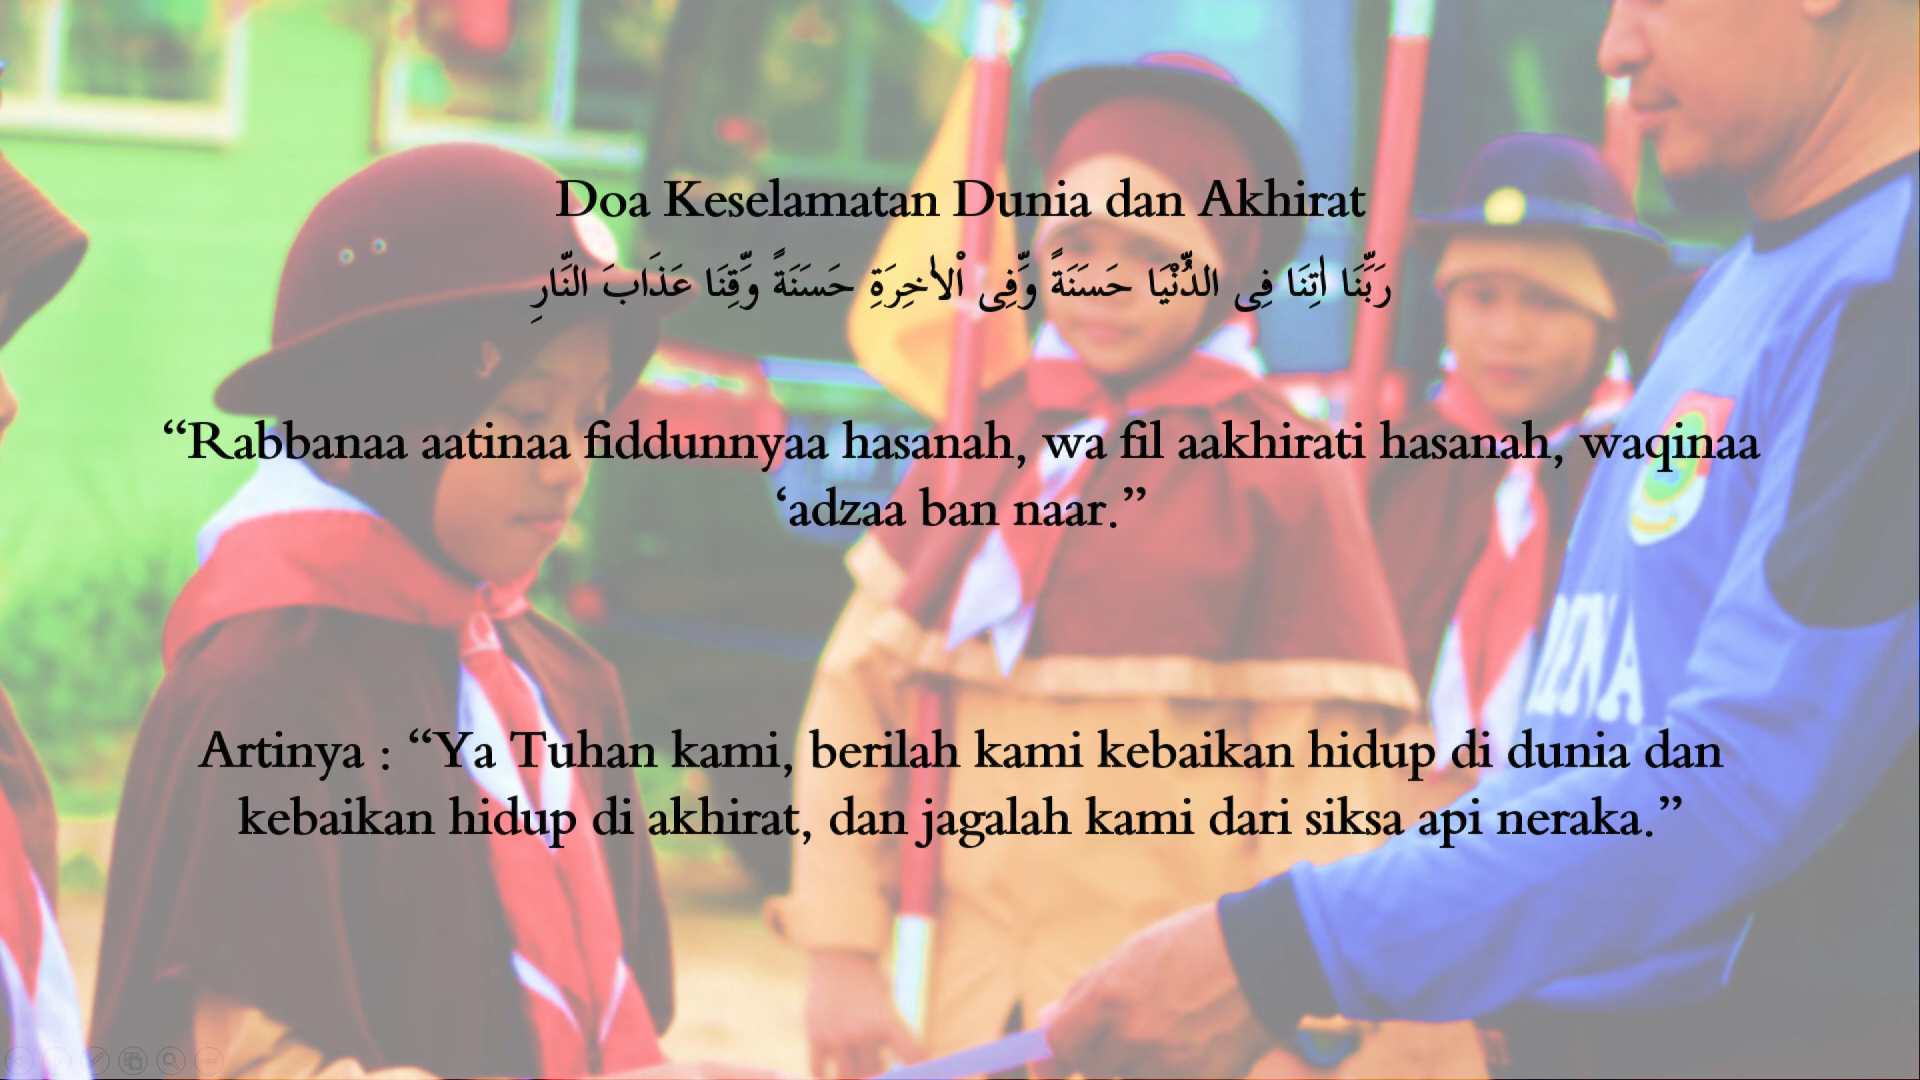 Doa Keselamatan Dunia dan Akhirat
رَبَّنَا اٰتِنَا فِى الدُّنْيَا حَسَنَةً وَّفِى اْلاٰخِرَةِ حَسَنَةً وَّقِنَا عَذَابَ النَّارِ
“Rabbanaa aatinaa fiddunnyaa hasanah, wa fil aakhirati hasanah, waqinaa
‘adzaa ban naar.”
Artinya : “Ya Tuhan kami, berilah kami kebaikan hidup di dunia dan
kebaikan hidup di akhirat, dan jagalah kami dari siksa api neraka.”